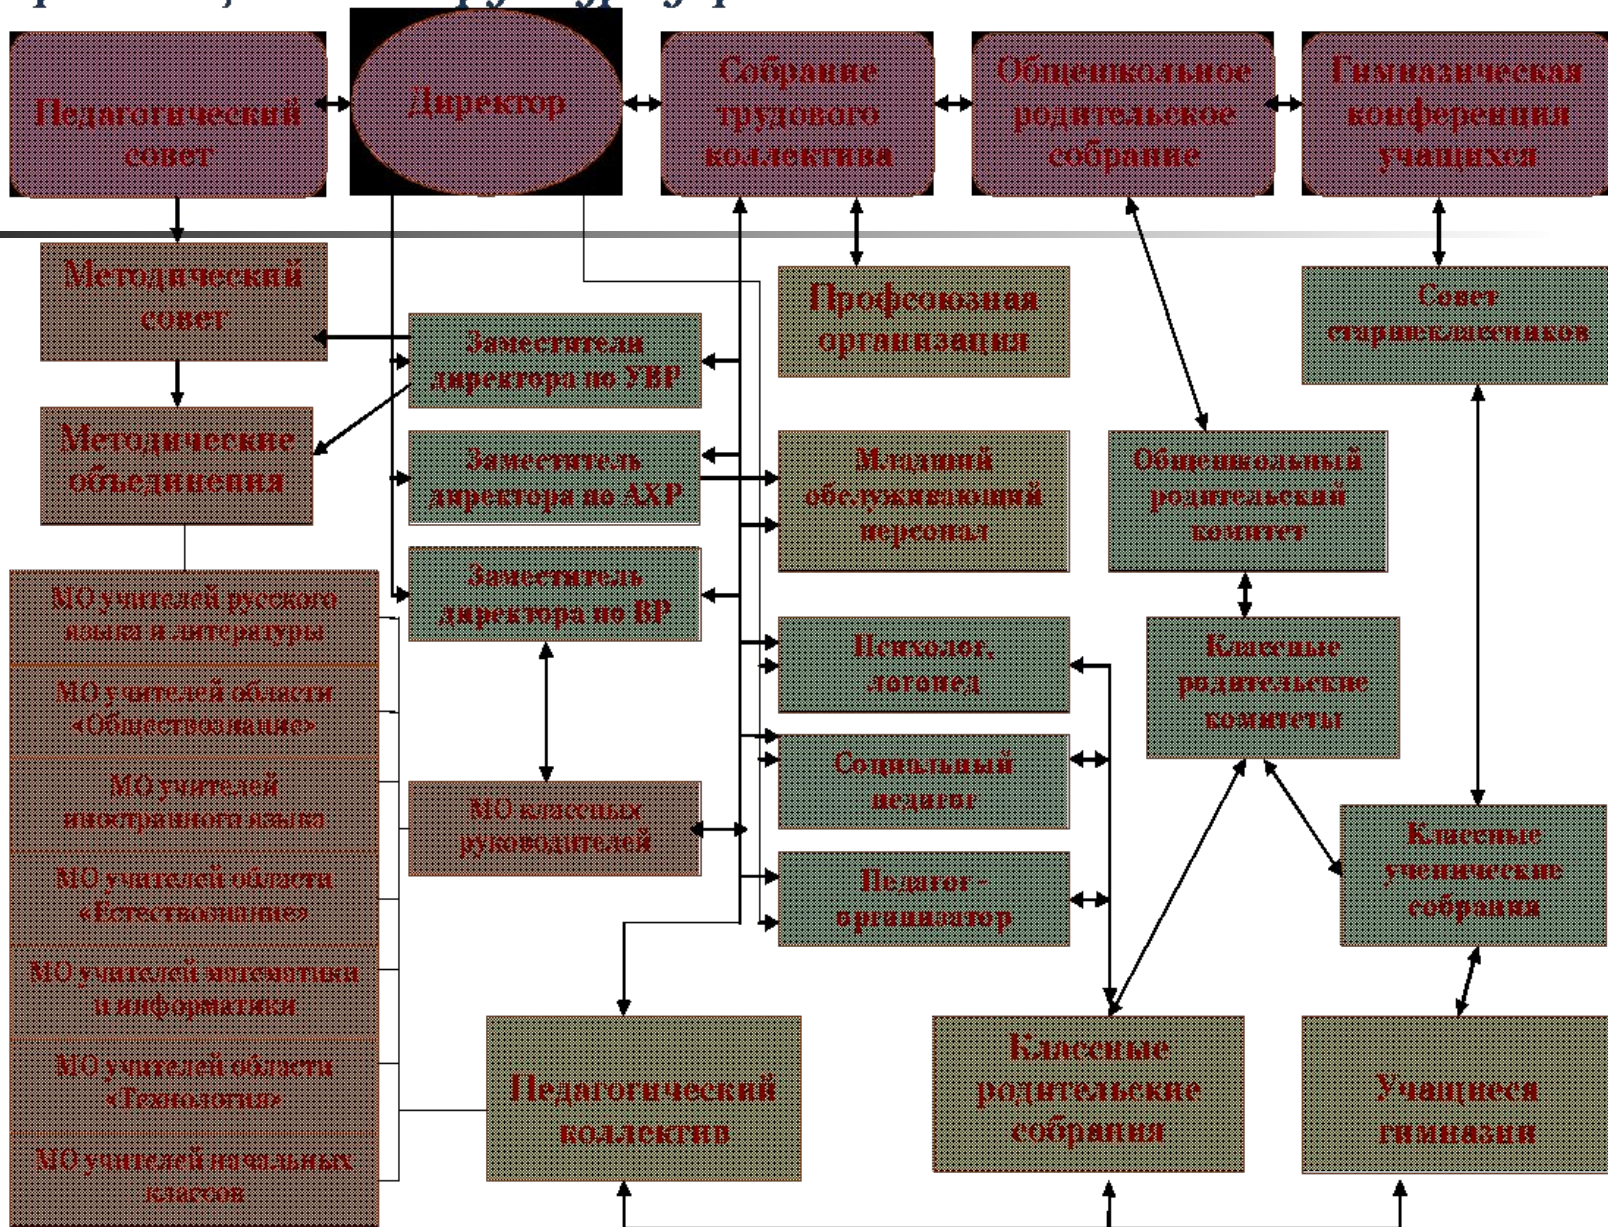 Педагогический
совет
Директор
Собрание
трудового
коллектива
Общешкольное
родительское
собрание
Гимназическая
конференция
учащихся
Методический
совет
Профсоюзная
организация
Совет
старшеклассников
Заместители
директора по УВР
Методические
объединения
Заместитель
директора по АХР
Младший
обслуживающий
персонал
Общешкольный
родительский
комитет
Заместитель
директора по ВР
МО учителей русского
языка и литературы
МО учителей области
«Обществознание»
МО учителей
иностранного языка
МО учителей области
«Естествознание»
МО учителей математики
и информатики
МО учителей области
«Технология»
МО учителей начальных
классов
Психолог,
логопед
Классные
родительские
комитеты
Социальный
педагог
МО классных
руководителей
Классные
ученические
собрания
Педагог -
организатор
Педагогический
коллектив
Классные
родительские
собрания
Учащиеся
гимназии